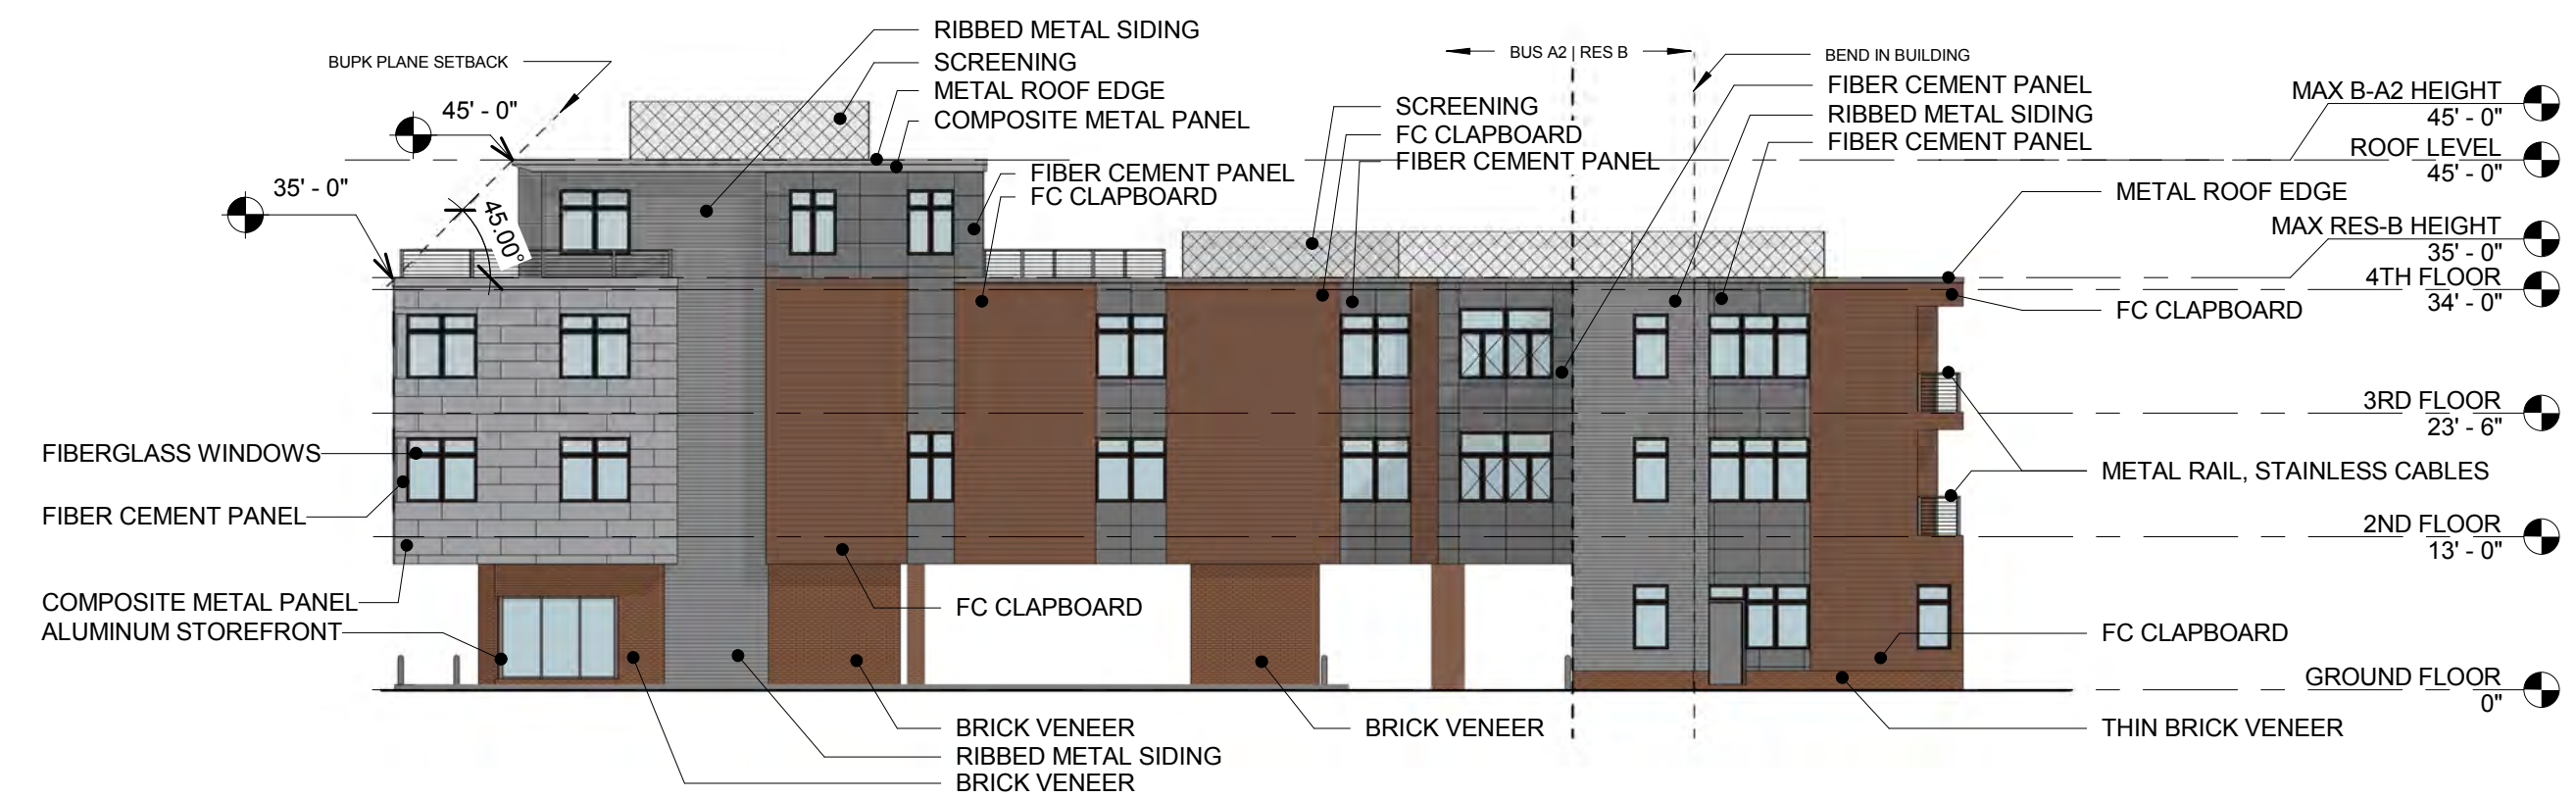 BUPK PLANE SETBACK
45' - 0"
35' - 0"
45.00°
RIBBED METAL SIDING
SCREENING
METAL ROOF EDGE
COMPOSITE METAL PANEL
FIBER CEMENT PANEL
FC CLAPBOARD
SCREENING
FC CLAPBOARD
FIBER CEMENT PANEL
BUS A2 | RES B
BEND IN BUILDING
FIBER CEMENT PANEL
RIBBED METAL SIDING
FIBER CEMENT PANEL
MAX B-A2 HEIGHT
45' - 0"
ROOF LEVEL
45' - 0"
METAL ROOF EDGE
MAX RES-B HEIGHT
35' - 0"
4TH FLOOR
34' - 0"
FC CLAPBOARD
3RD FLOOR
23' - 6"
METAL RAIL, STAINLESS CABLES
2ND FLOOR
13' - 0"
FC CLAPBOARD
GROUND FLOOR
0"
THIN BRICK VENEER
FIBERGLASS WINDOWS
FIBER CEMENT PANEL
COMPOSITE METAL PANEL
ALUMINUM STOREFRONT
FC CLAPBOARD
BRICK VENEER
RIBBED METAL SIDING
BRICK VENEER
BRICK VENEER